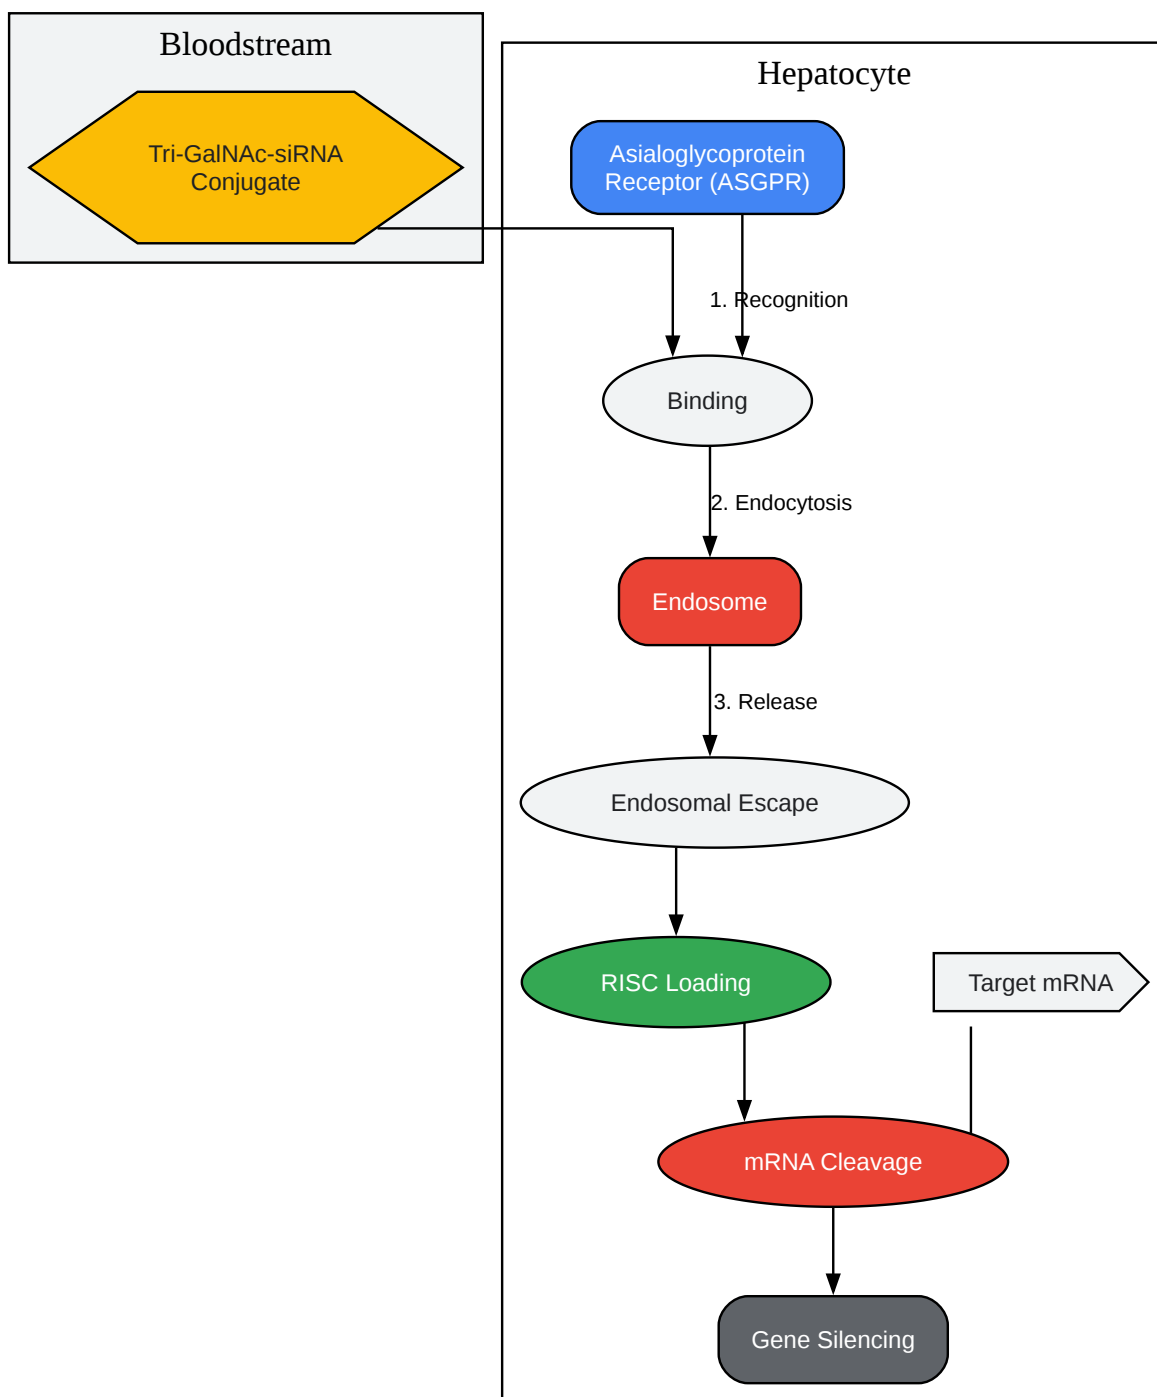 Bloodstream
Tri-GalNAc-siRNA
Conjugate
Hepatocyte
Asialoglycoprotein
Receptor (ASGPR)
1. Recognition
Binding
2. Endocytosis
Endosome
3. Release
Endosomal Escape
RISC Loading
Target mRNA
mRNA Cleavage
Gene Silencing